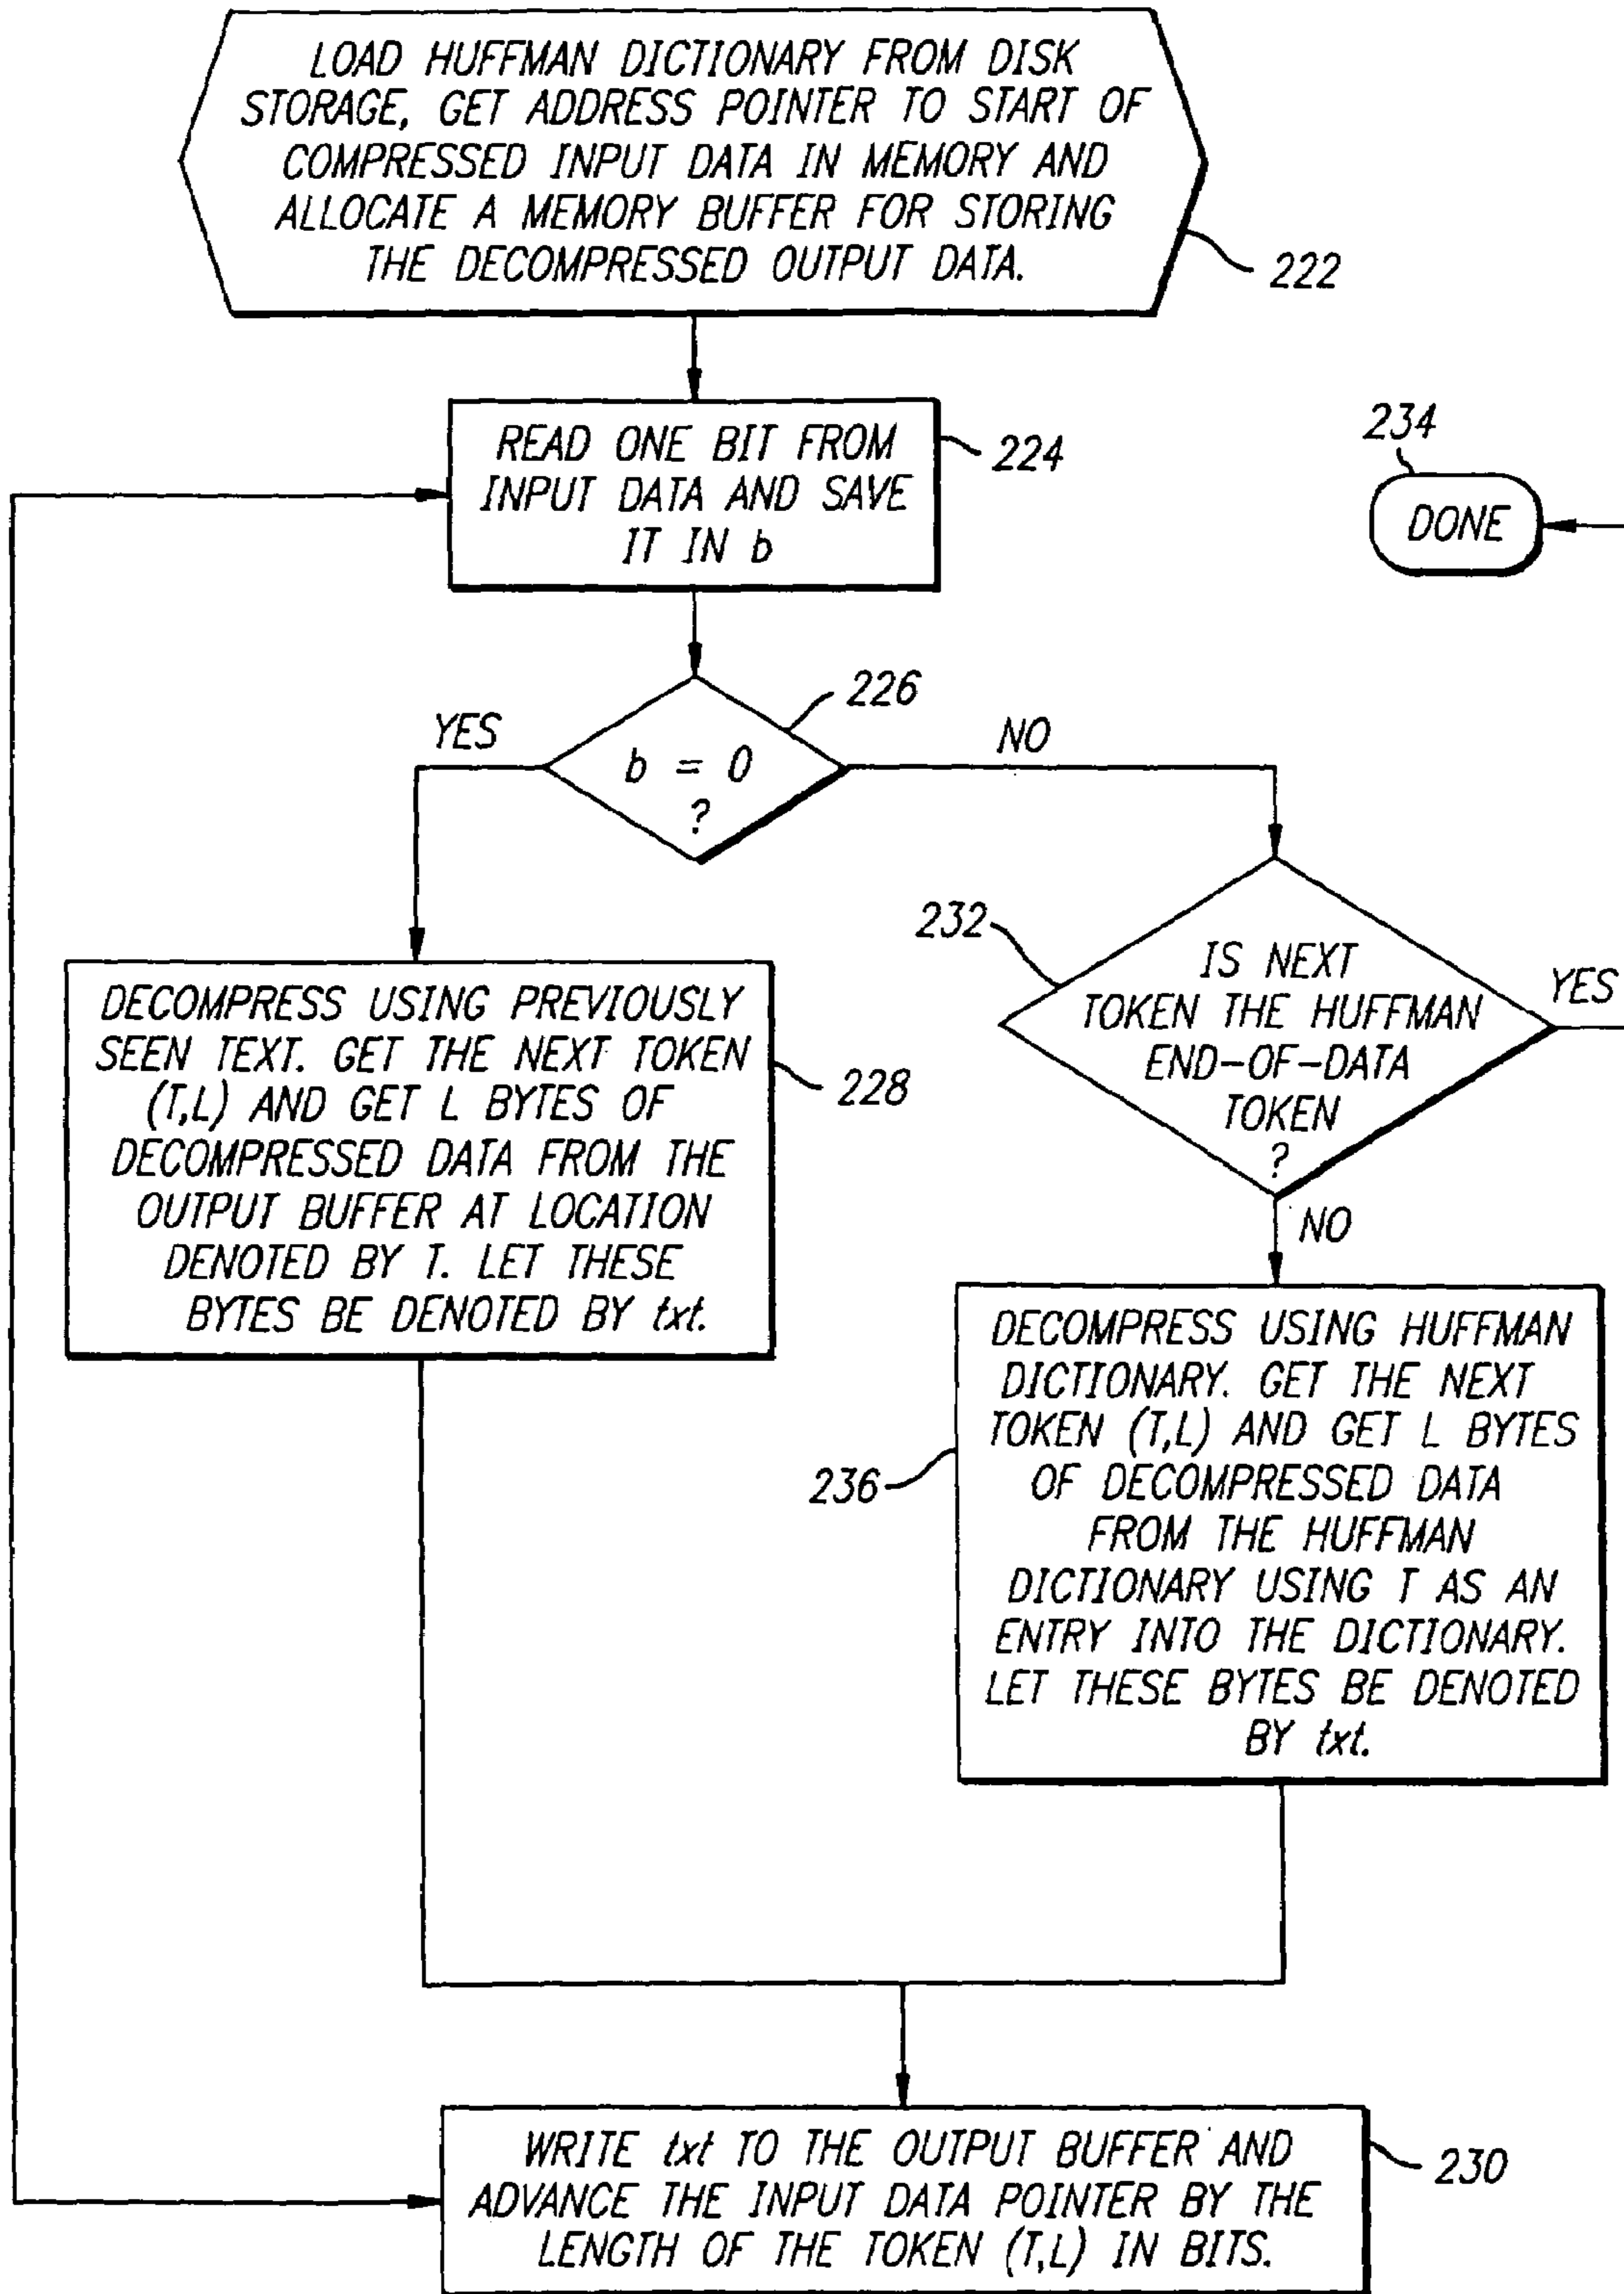 LOAD HUFFMAN DICTIONARY FROM DISK
STORAGE, GET ADDRESS POINTER TO START OF
COMPRESSED INPUT DATA IN MEMORY AND
ALLOCATE A MEMORY BUFFER FOR STORING
THE DECOMPRESSED OUTPUT DATA.
222
READ ONE BIT FROM
INPUT DATA AND SAVE
IT IN b
224
234
DONE
226
YES
NO
b = 0
?
232
IS NEXT
TOKEN THE HUFFMAN
END-OF-DATA
TOKEN
?
YES
NO
DECOMPRESS USING PREVIOUSLY
SEEN TEXT. GET THE NEXT TOKEN
(T,L) AND GET L BYTES OF
DECOMPRESSED DATA FROM THE
OUTPUT BUFFER AT LOCATION
DENOTED BY T. LET THESE
BYTES BE DENOTED BY txt.
228
DECOMPRESS USING HUFFMAN
DICTIONARY. GET THE NEXT
TOKEN (T,L) AND GET L BYTES
OF DECOMPRESSED DATA
FROM THE HUFFMAN
DICTIONARY USING T AS AN
ENTRY INTO THE DICTIONARY.
LET THESE BYTES BE DENOTED
BY txt.
236
WRITE txt TO THE OUTPUT BUFFER AND
ADVANCE THE INPUT DATA POINTER BY THE
LENGTH OF THE TOKEN (T,L) IN BITS.
230